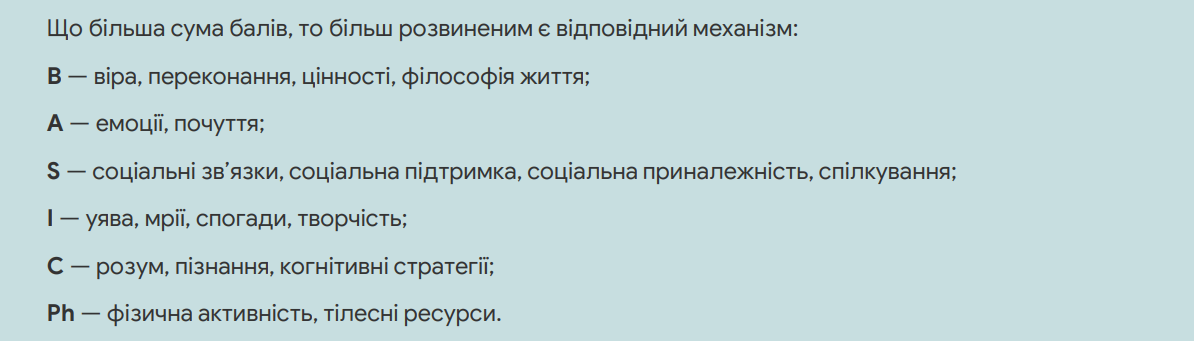 Що більша сума балів, то більш розвиненим є відповідний механізм:
B — віра, переконання, цінності, філософія життя;
A — емоції, почуття;
S — соціальні зв’язки, соціальна підтримка, соціальна приналежність, спілкування;
I — уява, мрії, спогади, творчість;
C — розум, пізнання, когнітивні стратегії;
Ph — фізична активність, тілесні ресурси.